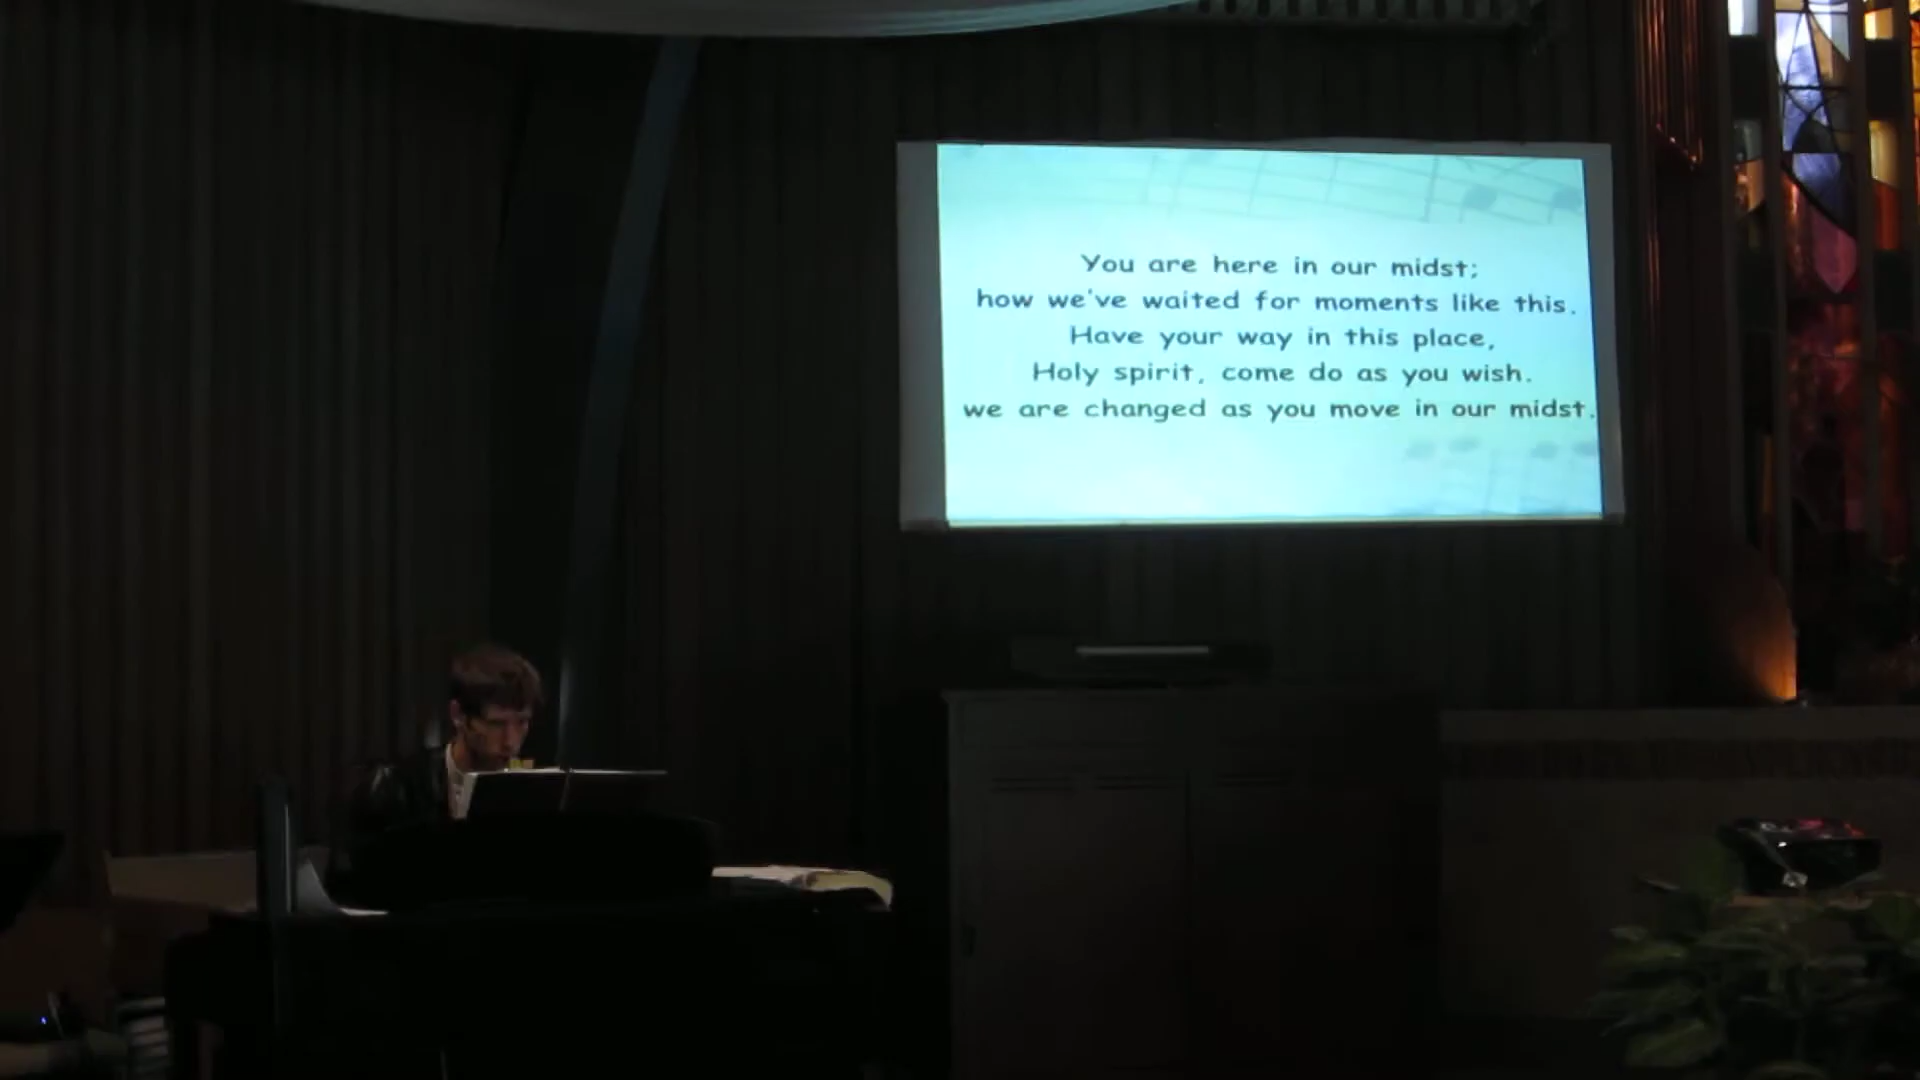 You are here in our midst;
how we've waited for moments like this.
Have your way in this place,
Holy spirit, come do as you wish.
we are changed as you move in our midst.